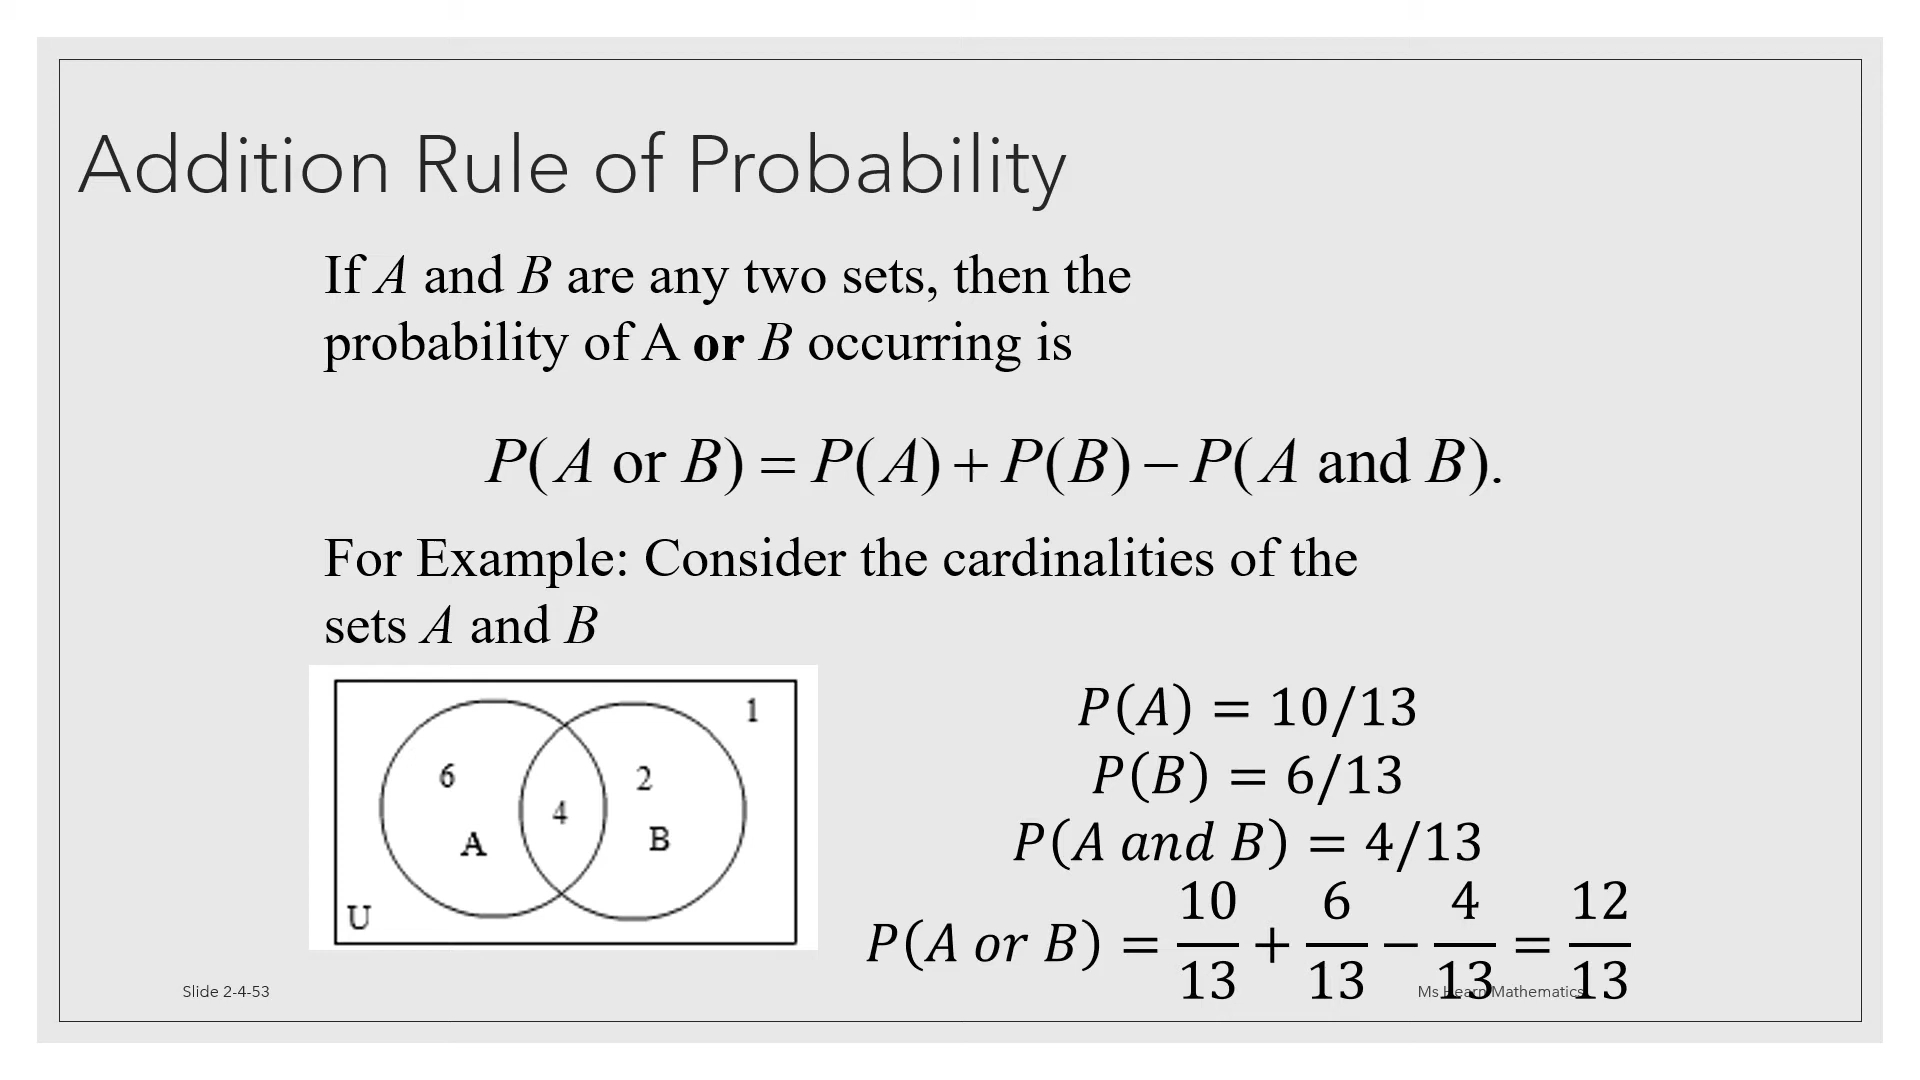 Addition Rule of Probability
If A and B are any two sets, then the
probability of A or B occurring is
P(A or B) = P(A) + P(B) − P(A and B).
For Example: Consider the cardinalities of the
sets A and B
1
6
2
4
A
B
U
P(A) = 10/13
P(B) = 6/13
P(A and B) = 4/13
P(A or B) = 10/13 + 6/13 − 4/13 = 12/13
Slide 2-4-53
Ms Hearn Mathematics